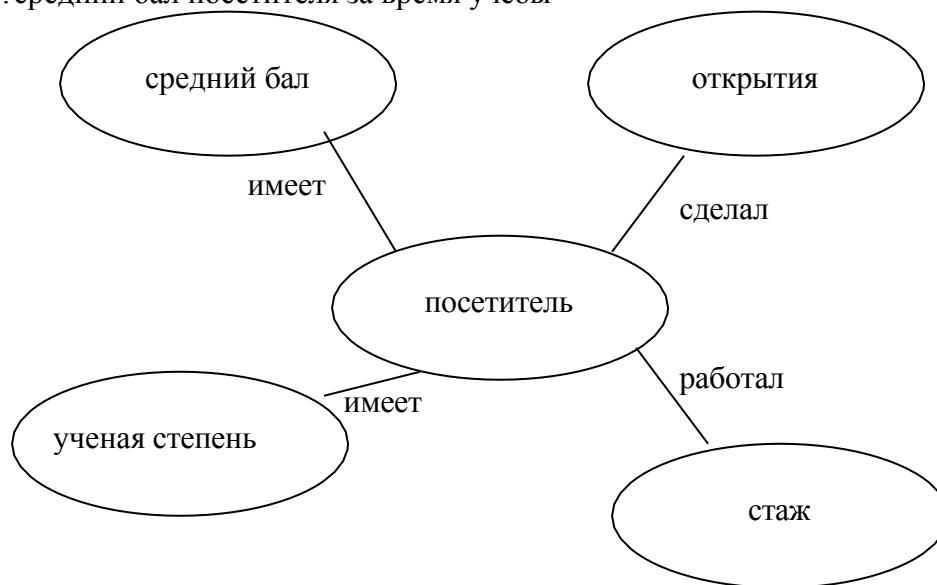 средний бал посетителя за время учебы
средний бал
открытия
имеет
сделал
посетитель
работал
имеет
ученая степень
стаж